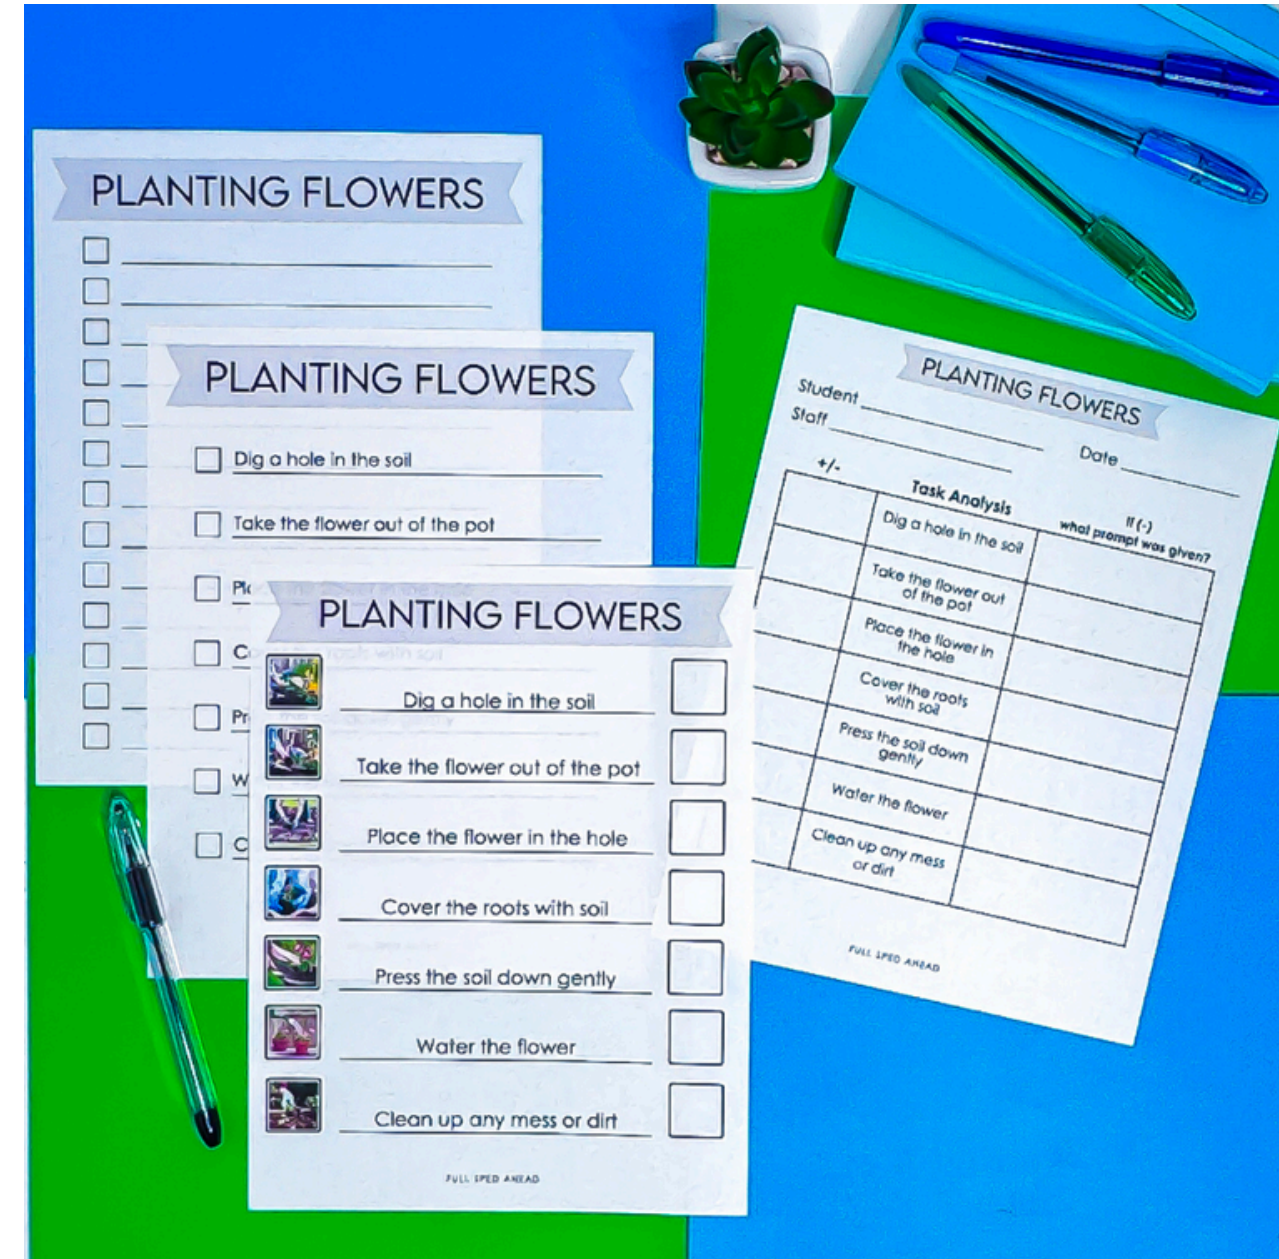 PLANTING FLOWERS
PLANTING FLOWERS
Dig a hole in the soil
Take the flower out of the pot
PLANTING FLOWERS
Dig a hole in the soil
Take the flower out of the pot
Place the flower in the hole
Cover the roots with soil
Press the soil down gently
Water the flower
Clean up any mess or dirt
FULL SPED AHEAD
PLANTING FLOWERS
Student
Staff
Date
+/-
Task Analysis
If (-)
what prompt was given?
Dig a hole in the soil
Take the flower out
of the pot
Place the flower in
the hole
Cover the roots
with soil
Press the soil down
gently
Water the flower
Clean up any mess
or dirt
FULL SPED AHEAD